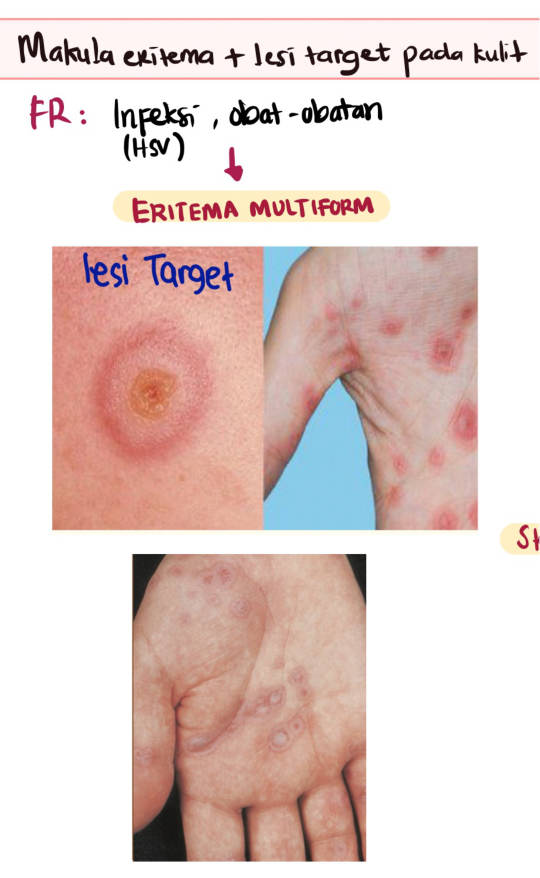 Makula eritema + lesi target pada kulit
FR: Infeksi, obat-obatan
(HSV)
ERITEMA MULTIFORM
lesi Target